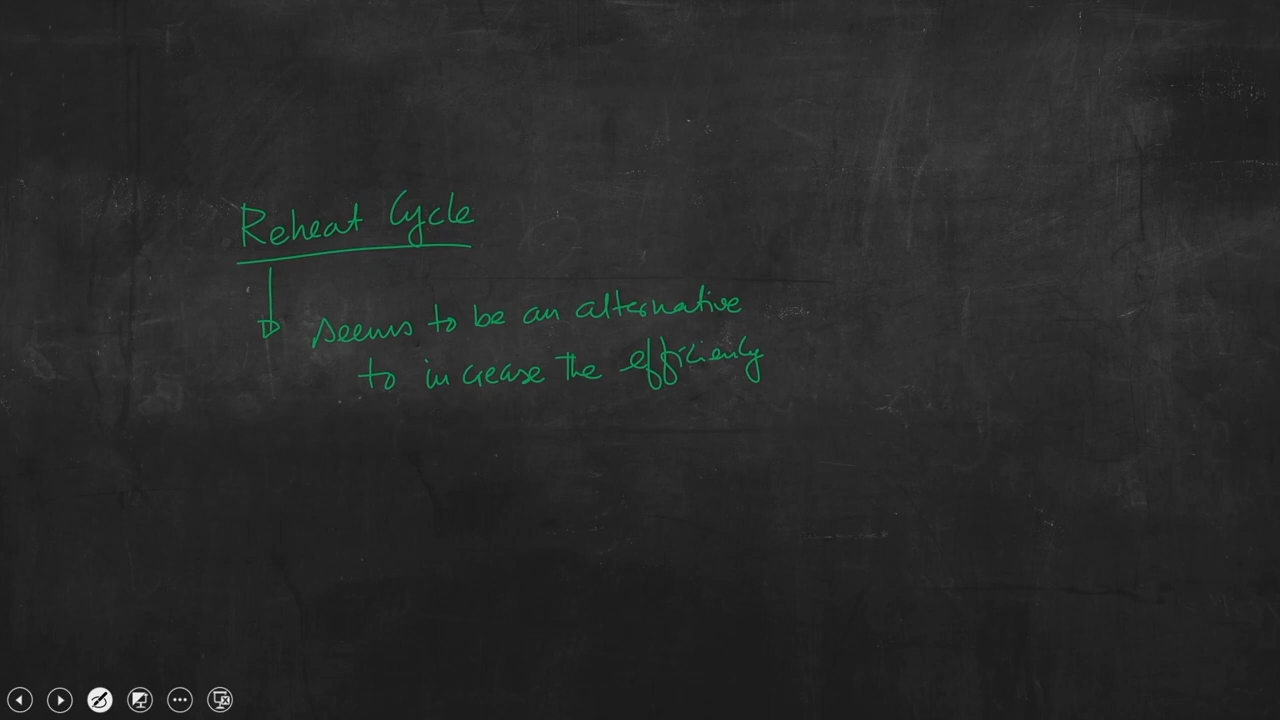 Reheat Cycle
seems to be an alternative
to increase the efficiency